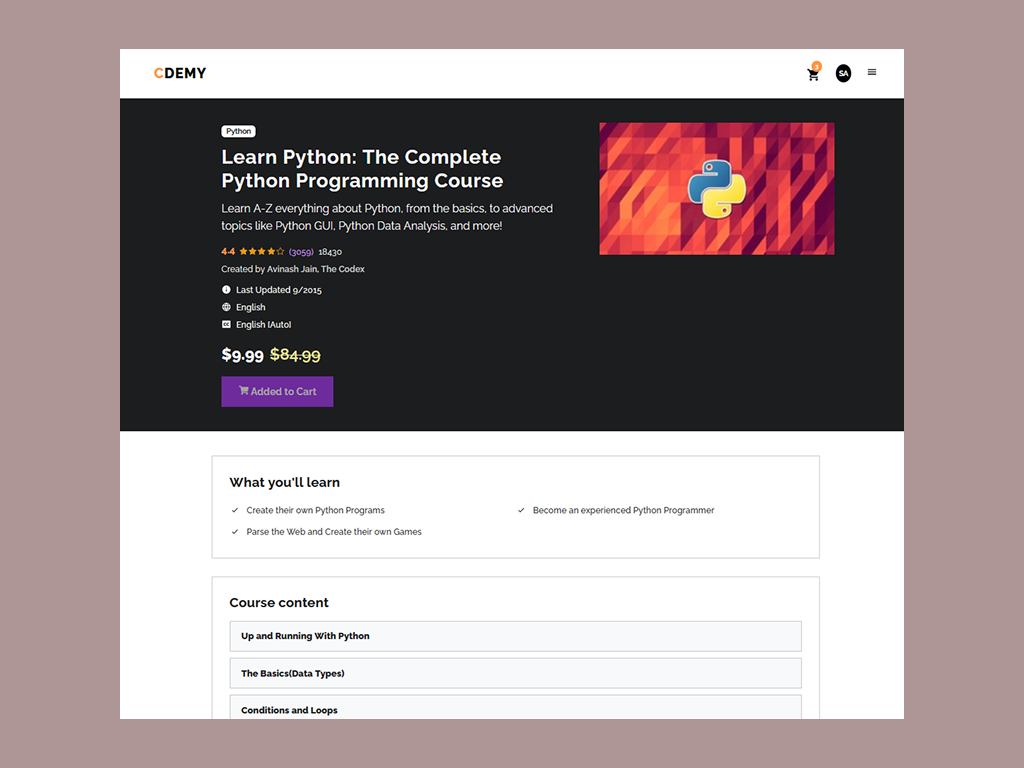 CDEMY
3
SA
Python
Learn Python: The Complete
Python Programming Course
Learn A-Z everything about Python, from the basics, to advanced
topics like Python GUI, Python Data Analysis, and more!
4.4 (3059) 18430
Created by Avinash Jain, The Codex
Last Updated 9/2015
English
CC English [Auto]
$9.99 $84.99
Added to Cart
What you'll learn
Create their own Python Programs
Become an experienced Python Programmer
Parse the Web and Create their own Games
Course content
Up and Running With Python
The Basics(Data Types)
Conditions and Loops